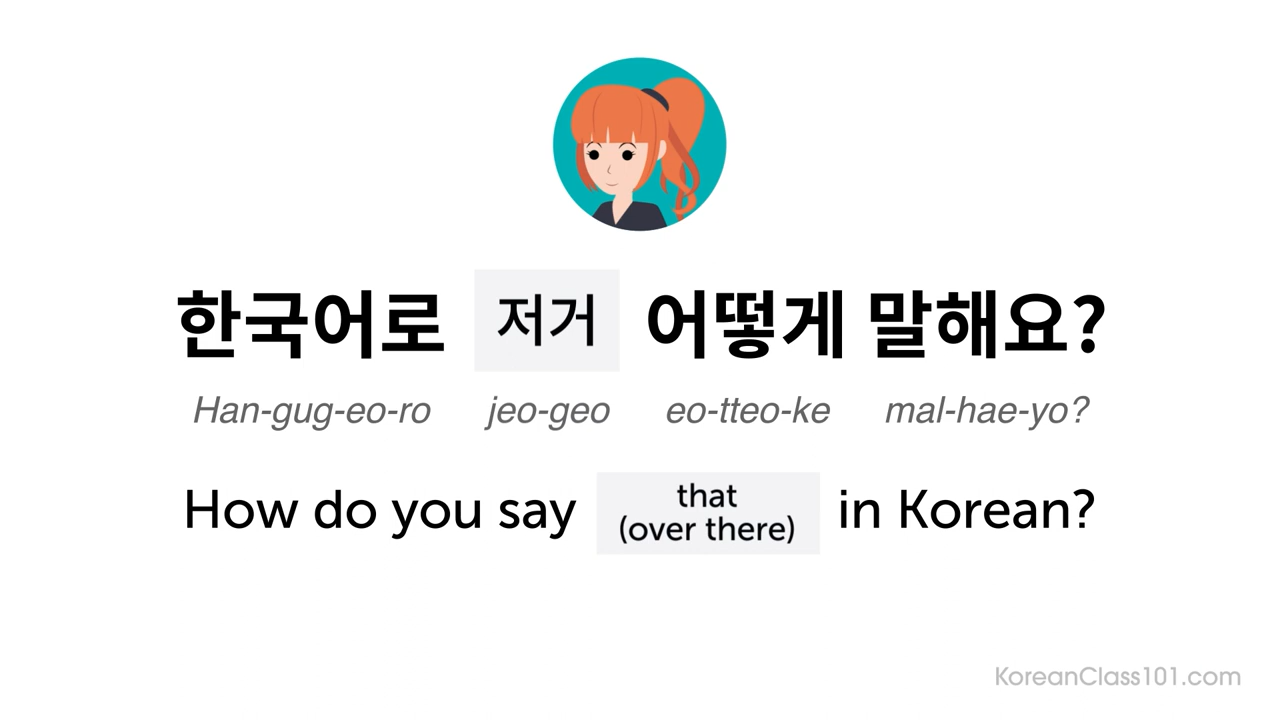 한국어로 저거 어떻게 말해요?
Han-gug-eo-ro jeo-geo eo-tteo-ke mal-hae-yo?
How do you say that (over there) in Korean?
KoreanClass101.com